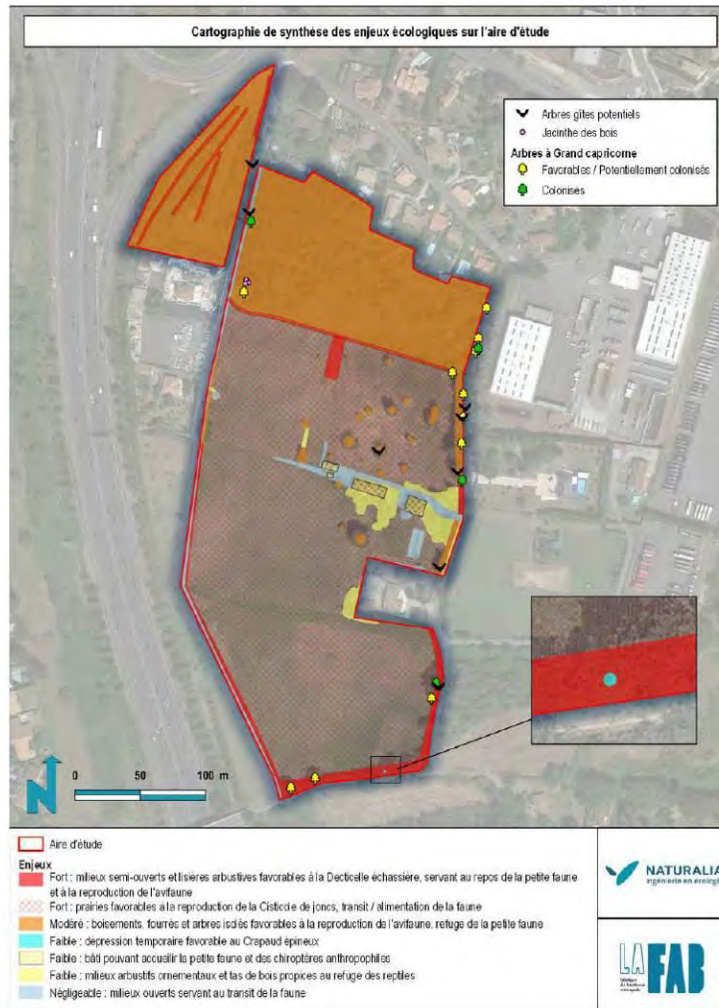 Cartographie de synthèse des enjeux écologiques sur l'aire d'étude
Arbres gîtes potentiels
Jacinthe des bois
Arbres à Grand capricorne
Favorables / Potentiellement colonisés
Colonisés
N
0 50 100 m
Aire d'étude
Enjeux
Fort : milieux semi-ouverts et lisières arbustives favorables à la Decticelle échassière, servant au repos de la petite faune
et à la reproduction de l'avifaune
Fort : prairies favorables à la reproduction de la Cisticole de joncs, transit / alimentation de la faune
Modéré : boisements, fourrés et arbres isolés favorables à la reproduction de l'avifaune, refuge de la petite faune
Faible : dépression temporaire favorable au Crapaud épineux
Faible : bâti pouvant accueillir la petite faune et des chiroptères anthropophiles
Faible : milieux arbustifs ornementaux et tas de bois propices au refuge des reptiles
Négligeable : milieux ouverts servant au transit de la faune
NATURALIA
Ingénierie en écologie
LA FAB